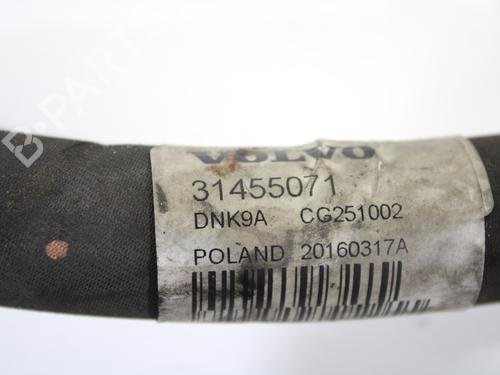 VOLVO
31455071
DNK9A CG251002
POLAND 20160317A